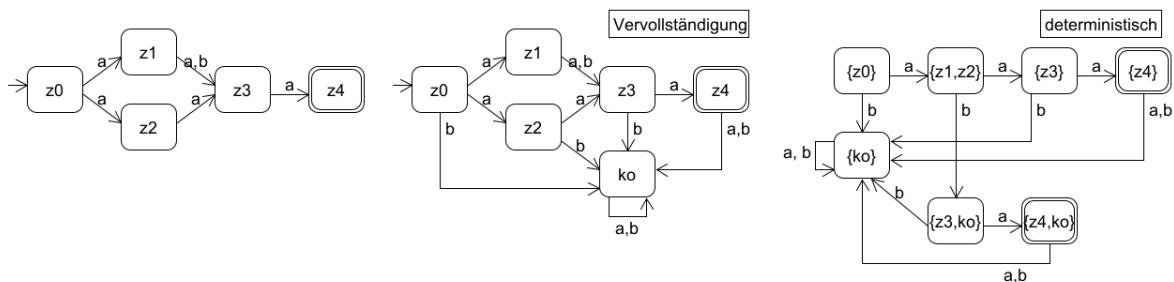 Vervollständigung
deterministisch
z0
a
a
z1
z2
a,b
a
z3
a
z4
z0
a
a
b
z1
z2
a,b
a
b
z3
a
b
z4
a,b
ko
a,b
{z0}
a
b
{z1,z2}
a
b
{z3}
a
b
{z4}
a,b
{ko}
a, b
b
{z3,ko}
a
{z4,ko}
a,b